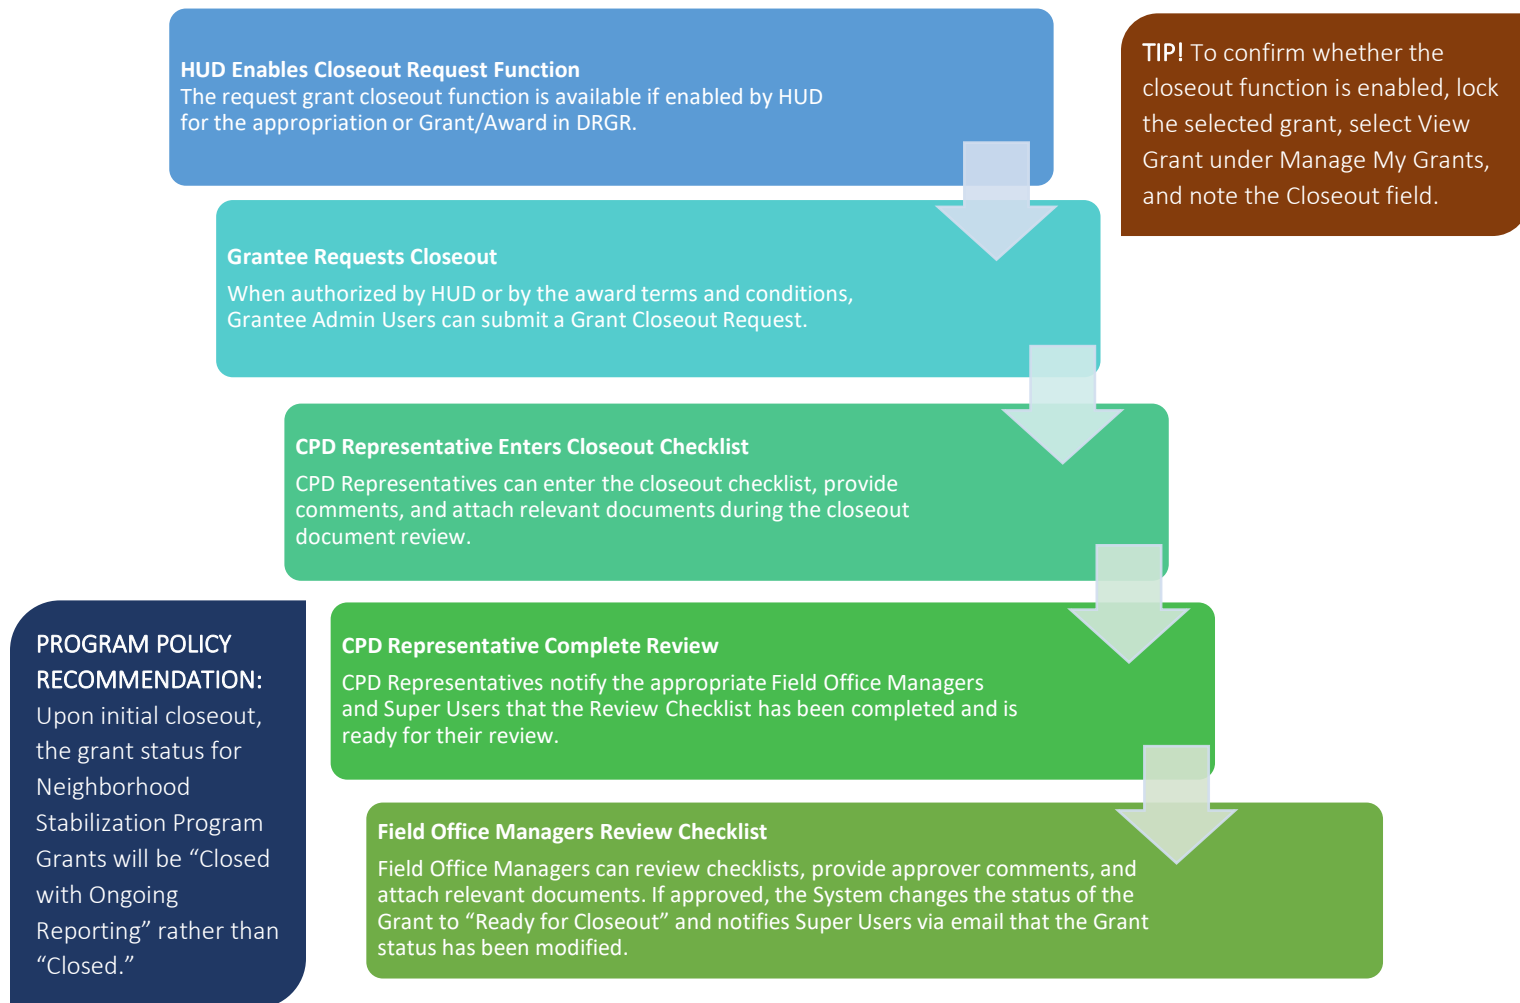 HUD Enables Closeout Request Function
The request grant closeout function is available if enabled by HUD
for the appropriation or Grant/Award in DRGR.
TIP! To confirm whether the
closeout function is enabled, lock
the selected grant, select View
Grant under Manage My Grants,
and note the Closeout field.
Grantee Requests Closeout
When authorized by HUD or by the award terms and conditions,
Grantee Admin Users can submit a Grant Closeout Request.
CPD Representative Enters Closeout Checklist
CPD Representatives can enter the closeout checklist, provide
comments, and attach relevant documents during the closeout
document review.
CPD Representative Complete Review
CPD Representatives notify the appropriate Field Office Managers
and Super Users that the Review Checklist has been completed and is
ready for their review.
PROGRAM POLICY
RECOMMENDATION:
Upon initial closeout,
the grant status for
Neighborhood
Stabilization Program
Grants will be “Closed
with Ongoing
Reporting” rather than
“Closed.”
Field Office Managers Review Checklist
Field Office Managers can review checklists, provide approver comments, and
attach relevant documents. If approved, the System changes the status of the
Grant to “Ready for Closeout” and notifies Super Users via email that the Grant
status has been modified.